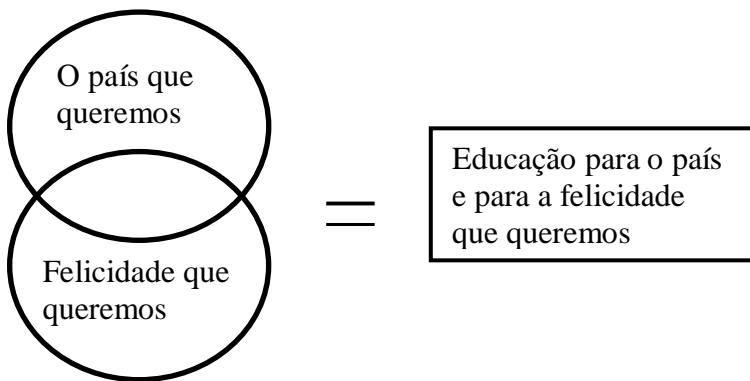 O país que
queremos
Felicidade que
queremos
=
Educação para o país
e para a felicidade
que queremos